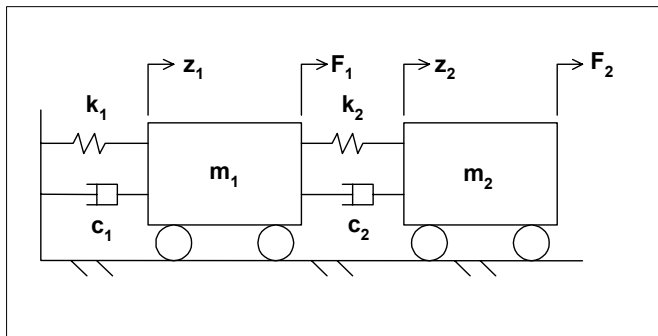 z₁ F₁ z₂ F₂
k₁ k₂
m₁ m₂
c₁ c₂